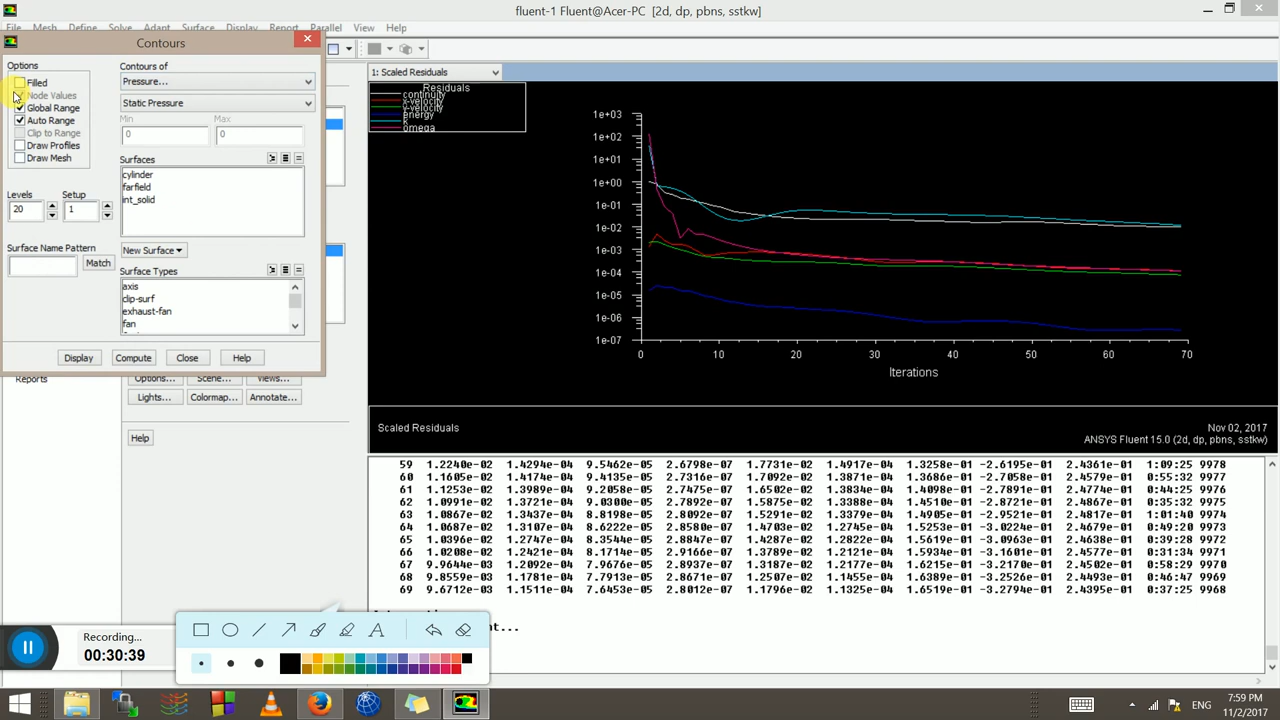 fluent-1 Fluent@Acer-PC [2d, dp, pbns, sstkw]
File Mesh Define Solve Adapt Surface Display Report Parallel View Help
Contours
Options
Filled
Node Values
Global Range
Auto Range
Clip to Range
Draw Profiles
Draw Mesh
Contours of
Pressure...
Static Pressure
Min Max
0 0
Levels Setup
20 1
Surfaces
cylinder
farfield
int_solid
Surface Name Pattern
Match
New Surface
Surface Types
axis
clip-surf
exhaust-fan
fan
Display Compute Close Help
Reports
Options... Scene... Views...
Lights... Colormap... Annotate...
Help
1: Scaled Residuals
Residuals
continuity
x-velocity
y-velocity
energy
k
omega
1e+03
1e+02
1e+01
1e+00
1e-01
1e-02
1e-03
1e-04
1e-05
1e-06
1e-07
0 10 20 30 40 50 60 70
Iterations
Scaled Residuals
Nov 02, 2017
ANSYS Fluent 15.0 (2d, dp, pbns, sstkw)
59 1.2240e-02 1.4294e-04 9.5462e-05 2.6798e-07 1.7731e-02 1.4917e-04 1.3258e-01 -2.6195e-01 2.4361e-01 1:09:25 9978
60 1.1605e-02 1.4174e-04 9.4135e-05 2.7316e-07 1.7092e-02 1.3671e-04 1.3686e-01 -2.7058e-01 2.4579e-01 0:55:32 9977
61 1.1253e-02 1.3989e-04 9.2058e-05 2.7475e-07 1.6502e-02 1.3834e-04 1.4098e-01 -2.7891e-01 2.4774e-01 0:44:25 9976
62 1.0991e-02 1.3721e-04 9.0300e-05 2.7892e-07 1.5875e-02 1.3388e-04 1.4510e-01 -2.8721e-01 2.4867e-01 0:35:32 9975
63 1.0867e-02 1.3437e-04 8.8198e-05 2.8092e-07 1.5291e-02 1.3379e-04 1.4905e-01 -2.9521e-01 2.4817e-01 1:01:40 9974
64 1.0687e-02 1.3107e-04 8.6222e-05 2.8580e-07 1.4703e-02 1.2745e-04 1.5253e-01 -3.0224e-01 2.4679e-01 0:49:20 9973
65 1.0396e-02 1.2747e-04 8.3544e-05 2.8847e-07 1.4287e-02 1.2822e-04 1.5619e-01 -3.0963e-01 2.4638e-01 0:39:28 9972
66 1.0208e-02 1.2421e-04 8.1714e-05 2.9166e-07 1.3789e-02 1.2121e-04 1.5934e-01 -3.1601e-01 2.4577e-01 0:31:34 9971
67 9.9644e-03 1.2092e-04 7.9676e-05 2.8937e-07 1.3187e-02 1.2177e-04 1.6215e-01 -3.2170e-01 2.4502e-01 0:58:29 9970
68 9.8559e-03 1.1781e-04 7.7913e-05 2.8671e-07 1.2507e-02 1.1455e-04 1.6389e-01 -3.2526e-01 2.4493e-01 0:46:47 9969
69 9.6712e-03 1.1511e-04 7.6453e-05 2.8012e-07 1.1796e-02 1.1325e-04 1.6519e-01 -3.2794e-01 2.4395e-01 0:37:25 9968
nt...
Recording...
00:30:39
A
ENG
7:59 PM
11/2/2017